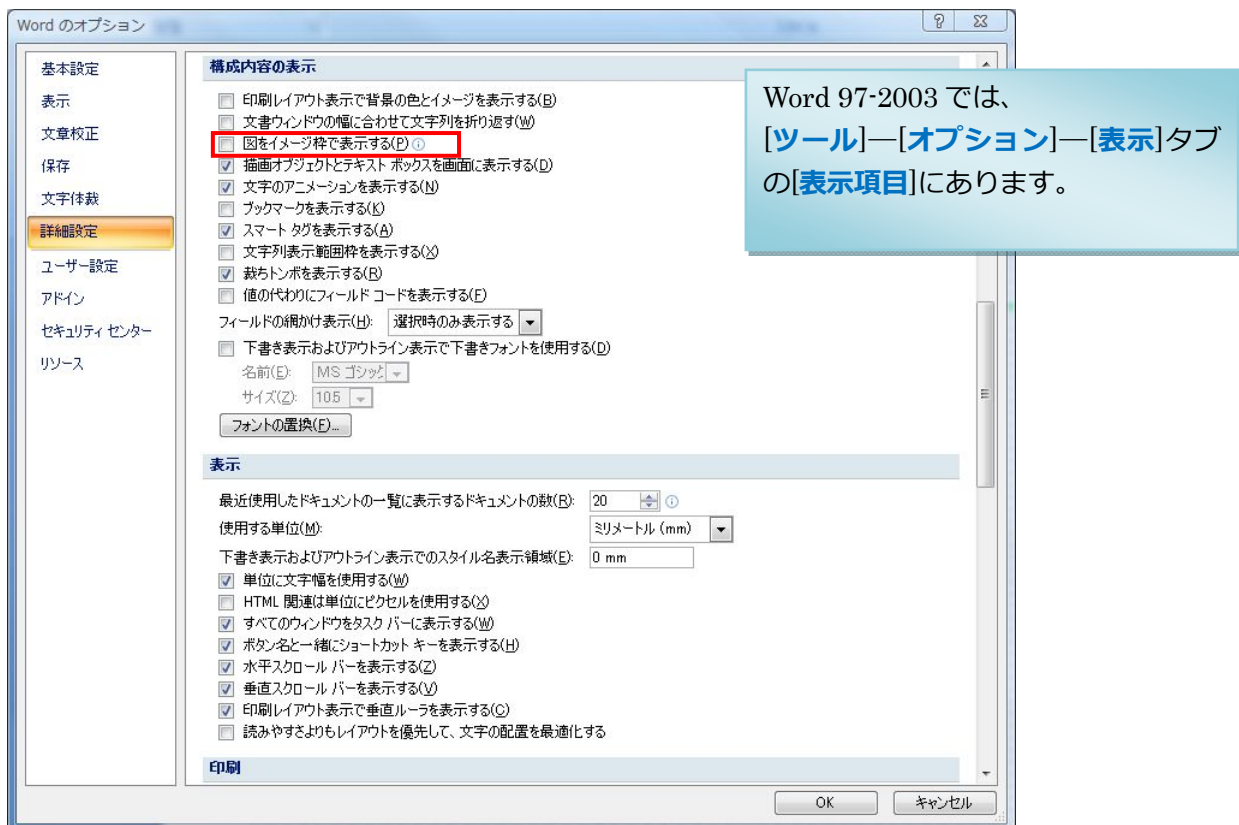 Word のオプション
基本設定
表示
文章校正
保存
文字体裁
詳細設定
ユーザー設定
アドイン
セキュリティ センター
リソース
構成内容の表示
印刷レイアウト表示で背景の色とイメージを表示する(B)
文書ウィンドウの幅に合わせて文字列を折り返す(W)
図をイメージ枠で表示する(P)
描画オブジェクトとテキスト ボックスを画面に表示する(D)
文字のアニメーションを表示する(N)
ブックマークを表示する(K)
スマート タグを表示する(A)
文字列表示範囲枠を表示する(X)
裁ちトンボを表示する(R)
値の代わりにフィールド コードを表示する(F)
フィールドの網かけ表示(H): 選択時のみ表示する
下書き表示およびアウトライン表示で下書きフォントを使用する(D)
名前(E): MS ゴシック
サイズ(Z): 10.5
フォントの置換(F)...
表示
最近使用したドキュメントの一覧に表示するドキュメントの数(R): 20
使用する単位(M): ミリメートル (mm)
下書き表示およびアウトライン表示でのスタイル名表示領域(E): 0 mm
単位に文字幅を使用する(W)
HTML 関連は単位にピクセルを使用する(X)
すべてのウィンドウをタスク バーに表示する(W)
ボタン名と一緒にショートカット キーを表示する(H)
水平スクロール バーを表示する(Z)
垂直スクロール バーを表示する(V)
印刷レイアウト表示で垂直ルーラを表示する(C)
読みやすさよりもレイアウトを優先して、文字の配置を最適化する
印刷
OK
キャンセル
Word 97-2003 では、
[ツール]―[オプション]―[表示]タブ
の[表示項目]にあります。